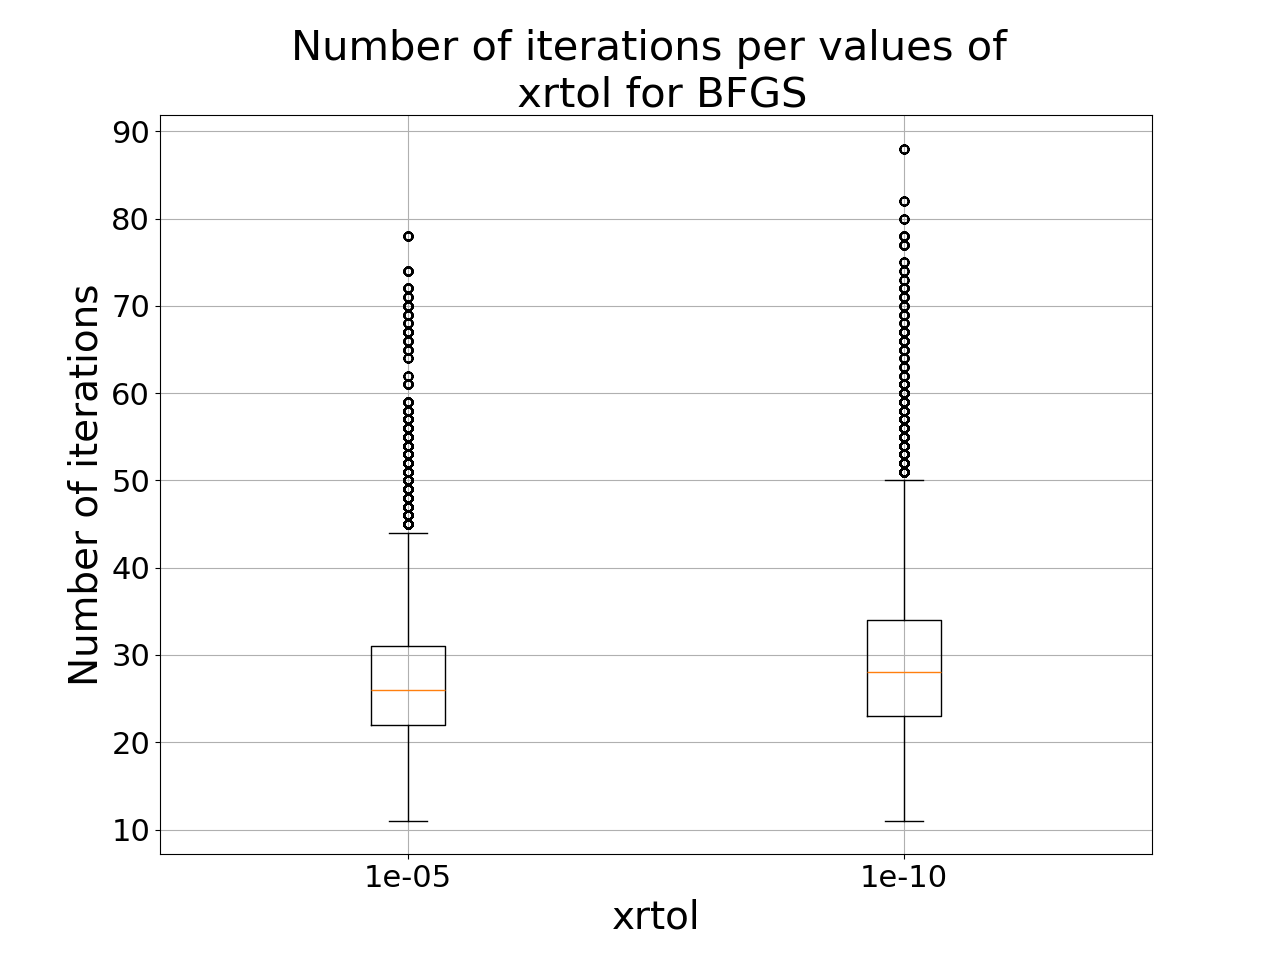 Number of iterations per values of
xrtol for BFGS
90
80
70
60
50
40
30
20
10
Number of iterations
1e-05
1e-10
xrtol